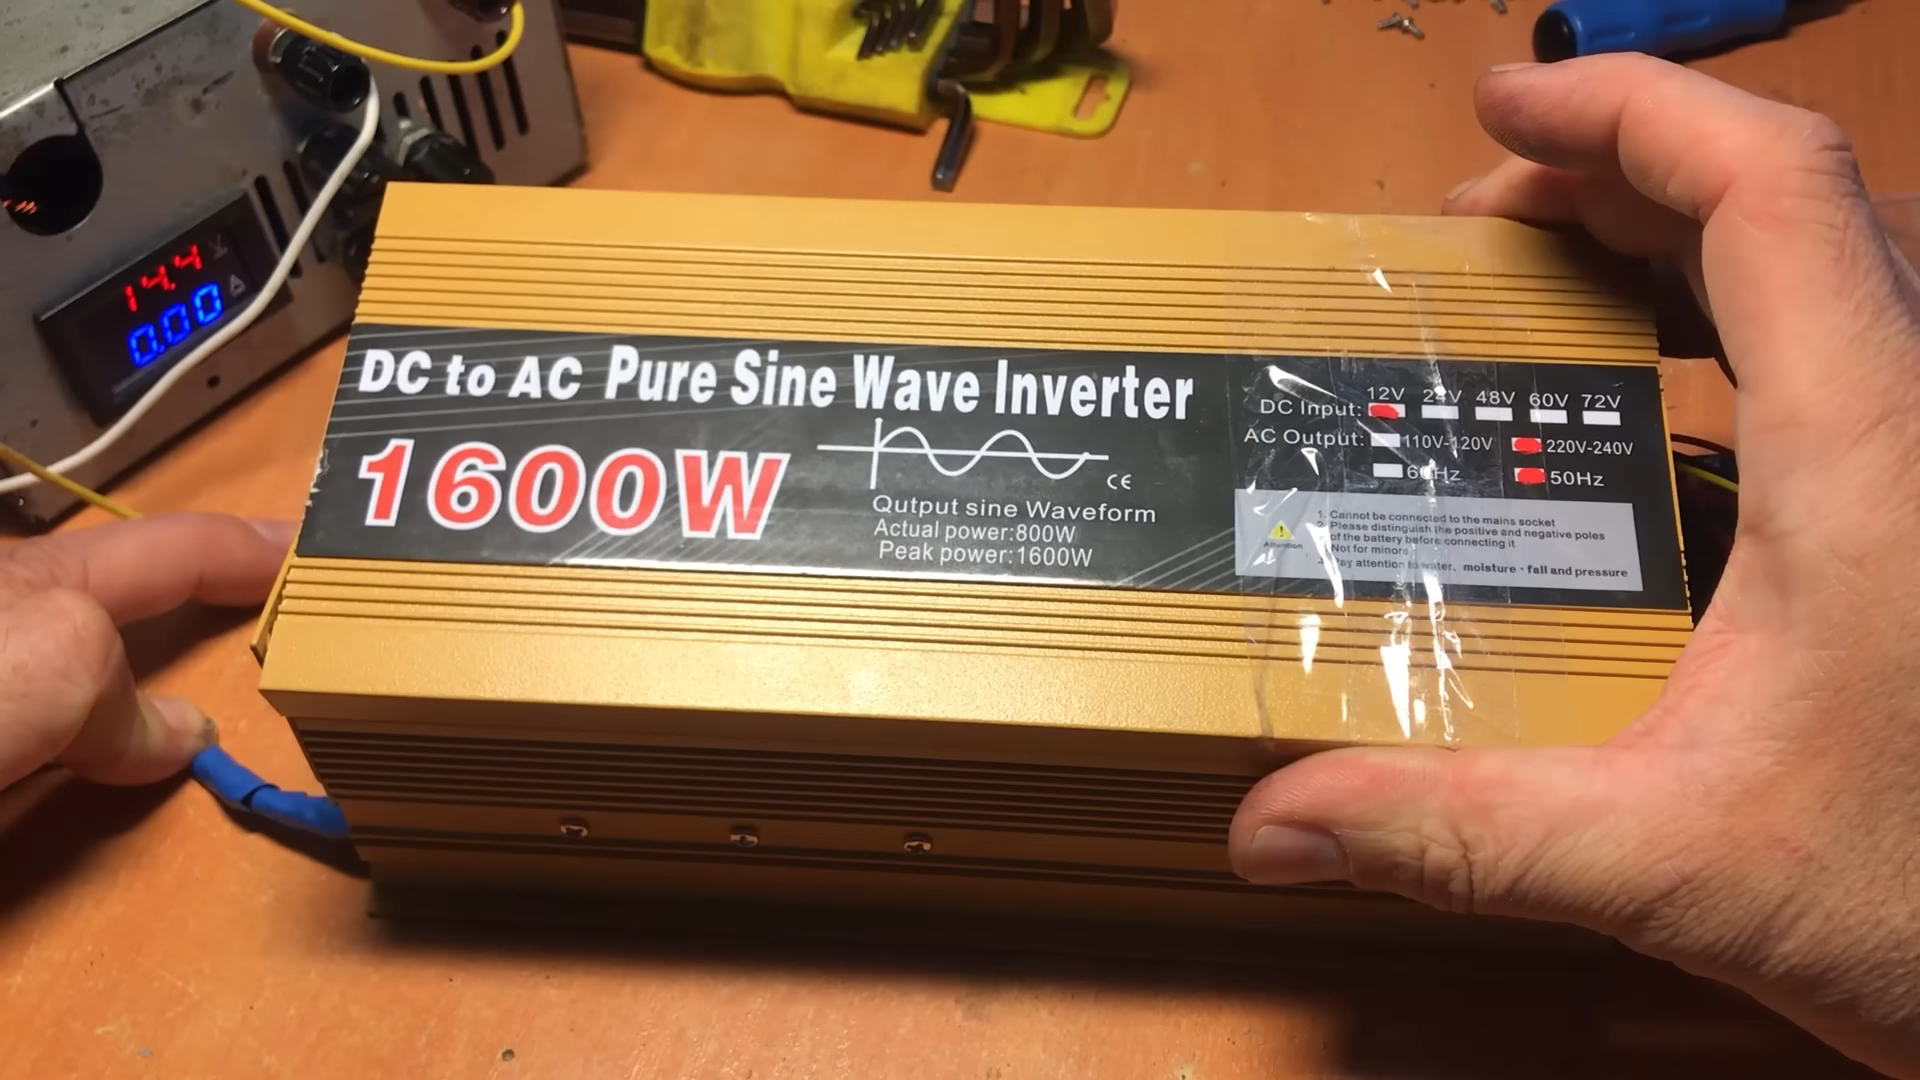 14.4 V
0.00 A
DC to AC Pure Sine Wave Inverter
1600W
CE
Qutput sine Waveform
Actual power:800W
Peak power:1600W
12V 24V 48V 60V 72V
DC Input:
AC Output: 110V-120V 220V-240V
60Hz 50Hz
Attention
1. Cannot be connected to the mains socket
2. Please distinguish the positive and negative poles
of the battery before connecting it
Not for minors
Pay attention to water、moisture、fall and pressure